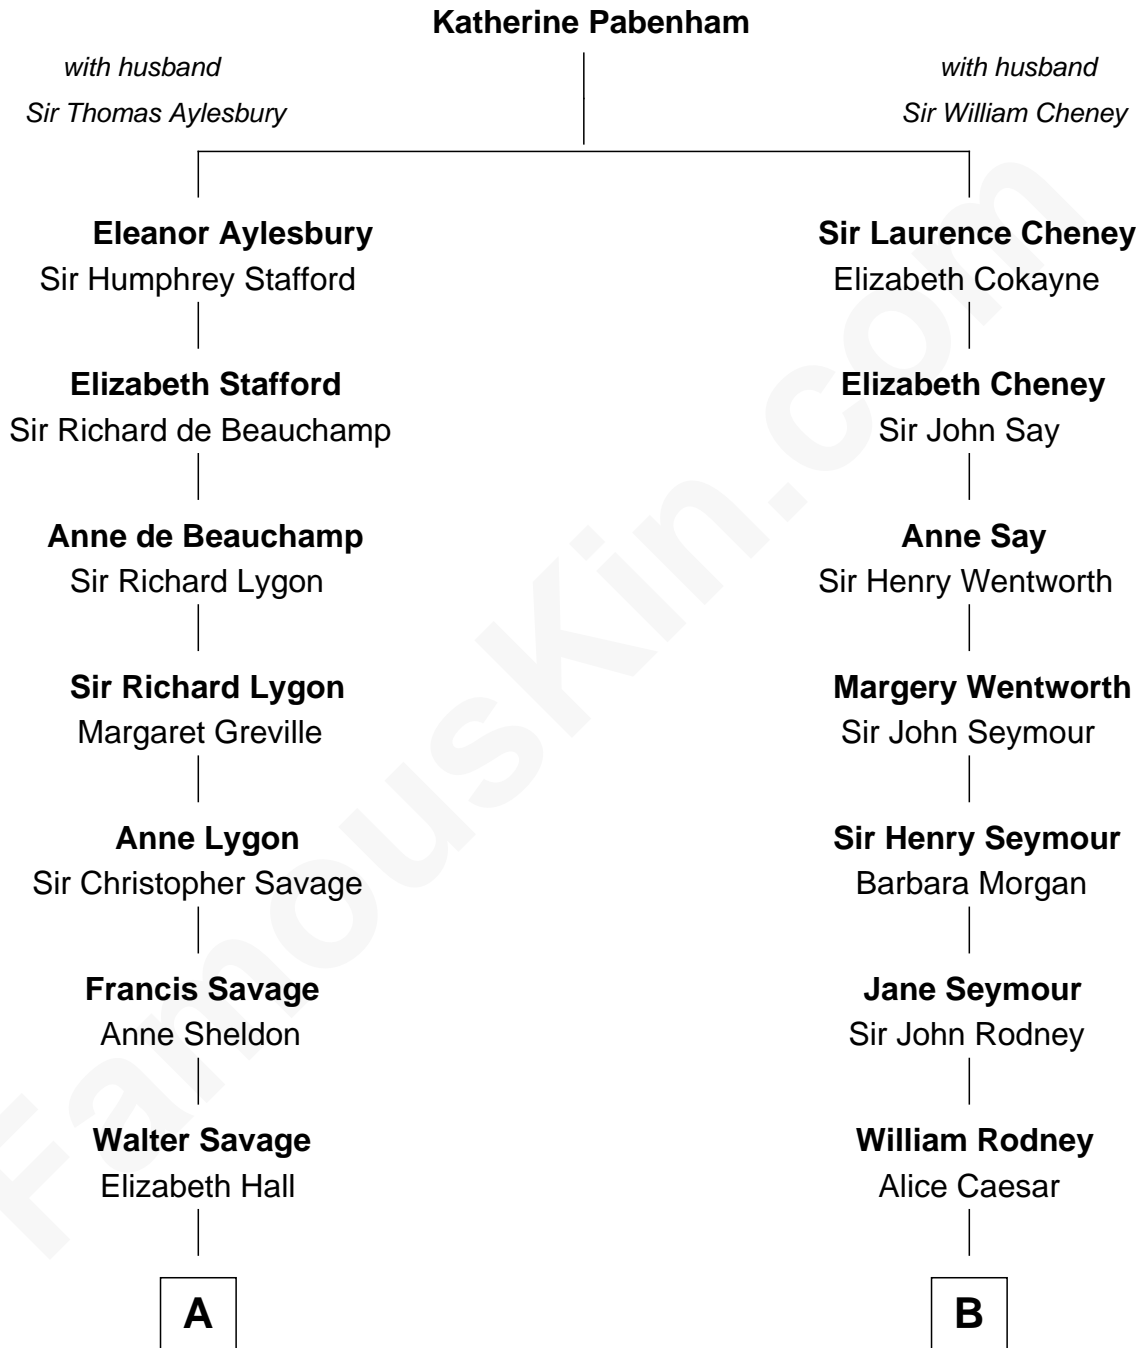 Katherine Pabenham
with husband
Sir Thomas Aylesbury
with husband
Sir William Cheney
Eleanor Aylesbury
Sir Humphrey Stafford
Elizabeth Stafford
Sir Richard de Beauchamp
Anne de Beauchamp
Sir Richard Lygon
Sir Richard Lygon
Margaret Greville
Anne Lygon
Sir Christopher Savage
Francis Savage
Anne Sheldon
Walter Savage
Elizabeth Hall
A
Sir Laurence Cheney
Elizabeth Cokayne
Elizabeth Cheney
Sir John Say
Anne Say
Sir Henry Wentworth
Margery Wentworth
Sir John Seymour
Sir Henry Seymour
Barbara Morgan
Jane Seymour
Sir John Rodney
William Rodney
Alice Caesar
B
FamousKin.com